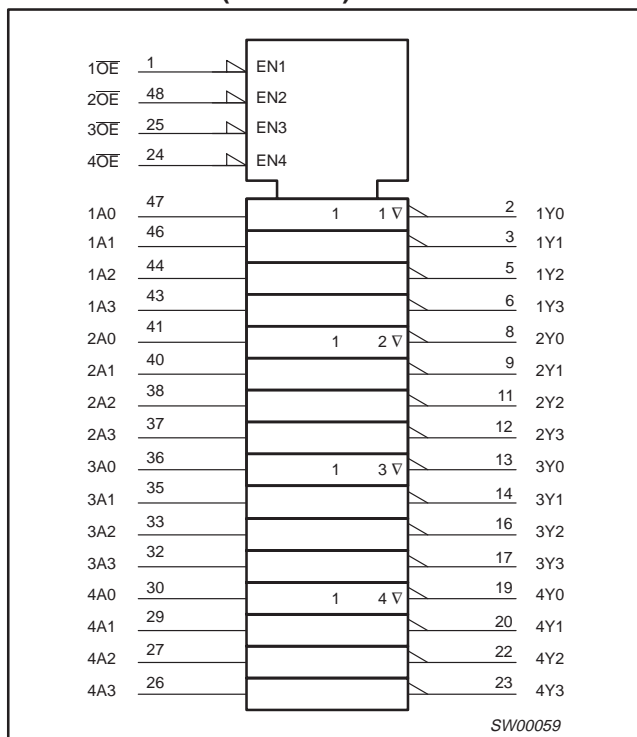 1O̅E̅ 1 EN1
2O̅E̅ 48 EN2
3O̅E̅ 25 EN3
4O̅E̅ 24 EN4
1A0 47 1 1 ∇ 2 1Y0
1A1 46 3 1Y1
1A2 44 5 1Y2
1A3 43 6 1Y3
2A0 41 1 2 ∇ 8 2Y0
2A1 40 9 2Y1
2A2 38 11 2Y2
2A3 37 12 2Y3
3A0 36 1 3 ∇ 13 3Y0
3A1 35 14 3Y1
3A2 33 16 3Y2
3A3 32 17 3Y3
4A0 30 1 4 ∇ 19 4Y0
4A1 29 20 4Y1
4A2 27 22 4Y2
4A3 26 23 4Y3
SW00059